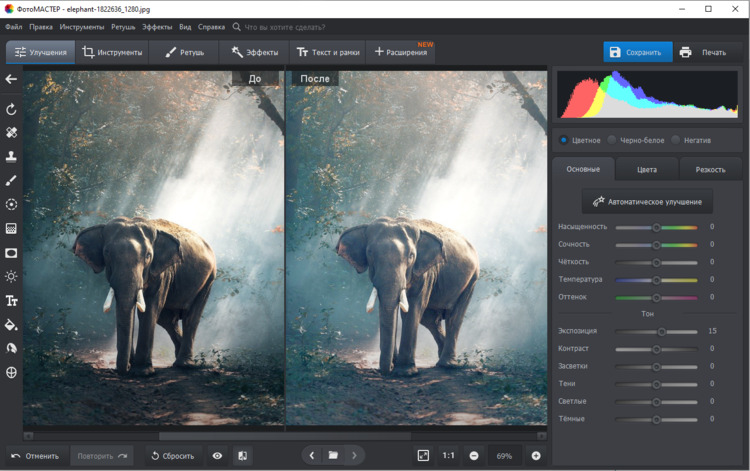 ФотоМАСТЕР - elephant-1822636_1280.jpg
Файл Правка Инструменты Ретушь Эффекты Вид Справка Что вы хотите сделать?
Улучшения Инструменты Ретушь Эффекты Текст и рамки Расширения NEW Сохранить Печать
До После
Цветное Черно-белое Негатив
Основные Цвета Резкость
Автоматическое улучшение
Насыщенность 0
Сочность 0
Чёткость 0
Температура 0
Оттенок 0
Тон
Экспозиция 15
Контраст 0
Засветки 0
Тени 0
Светлые 0
Тёмные 0
Отменить Повторить Сбросить 1:1 69%